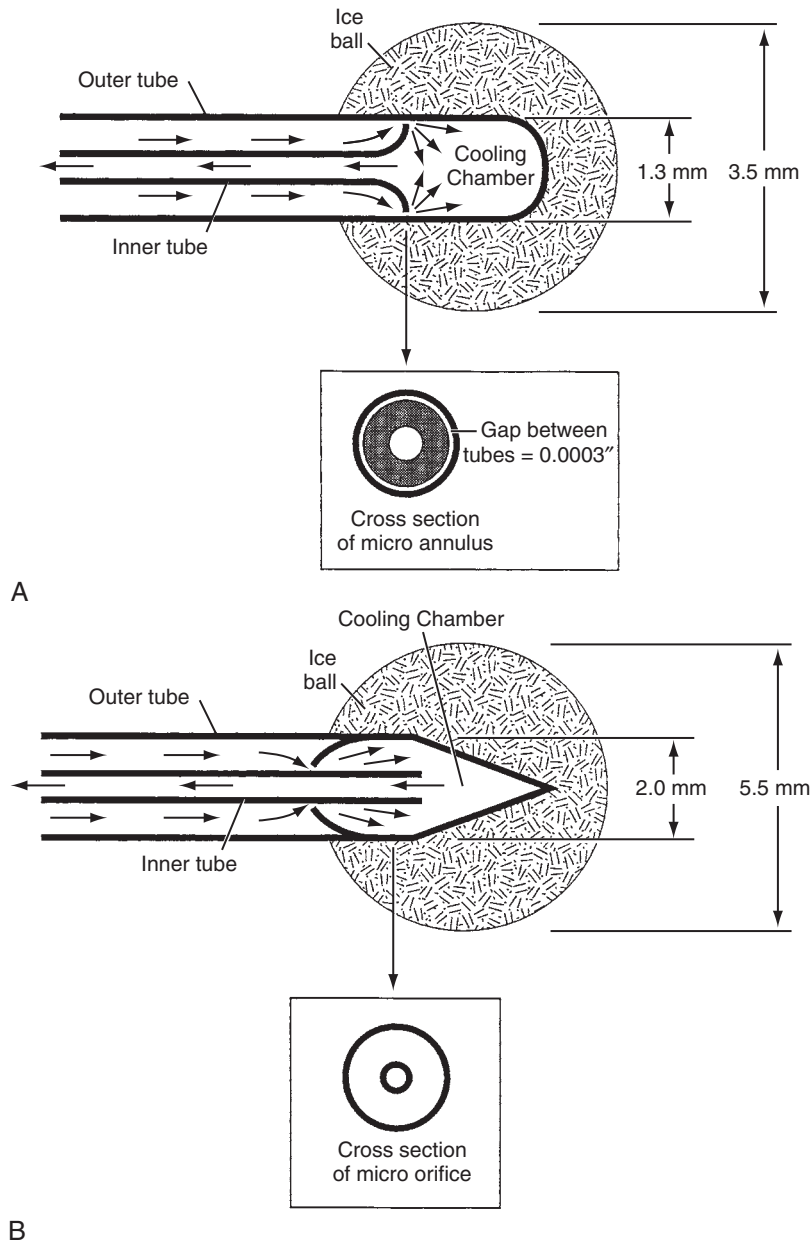 Ice
ball
Outer tube
Cooling
Chamber
1.3 mm
3.5 mm
Inner tube
Gap between
tubes = 0.0003″
Cross section
of micro annulus
A
Cooling Chamber
Ice
ball
Outer tube
2.0 mm
5.5 mm
Inner tube
Cross section
of micro orifice
B